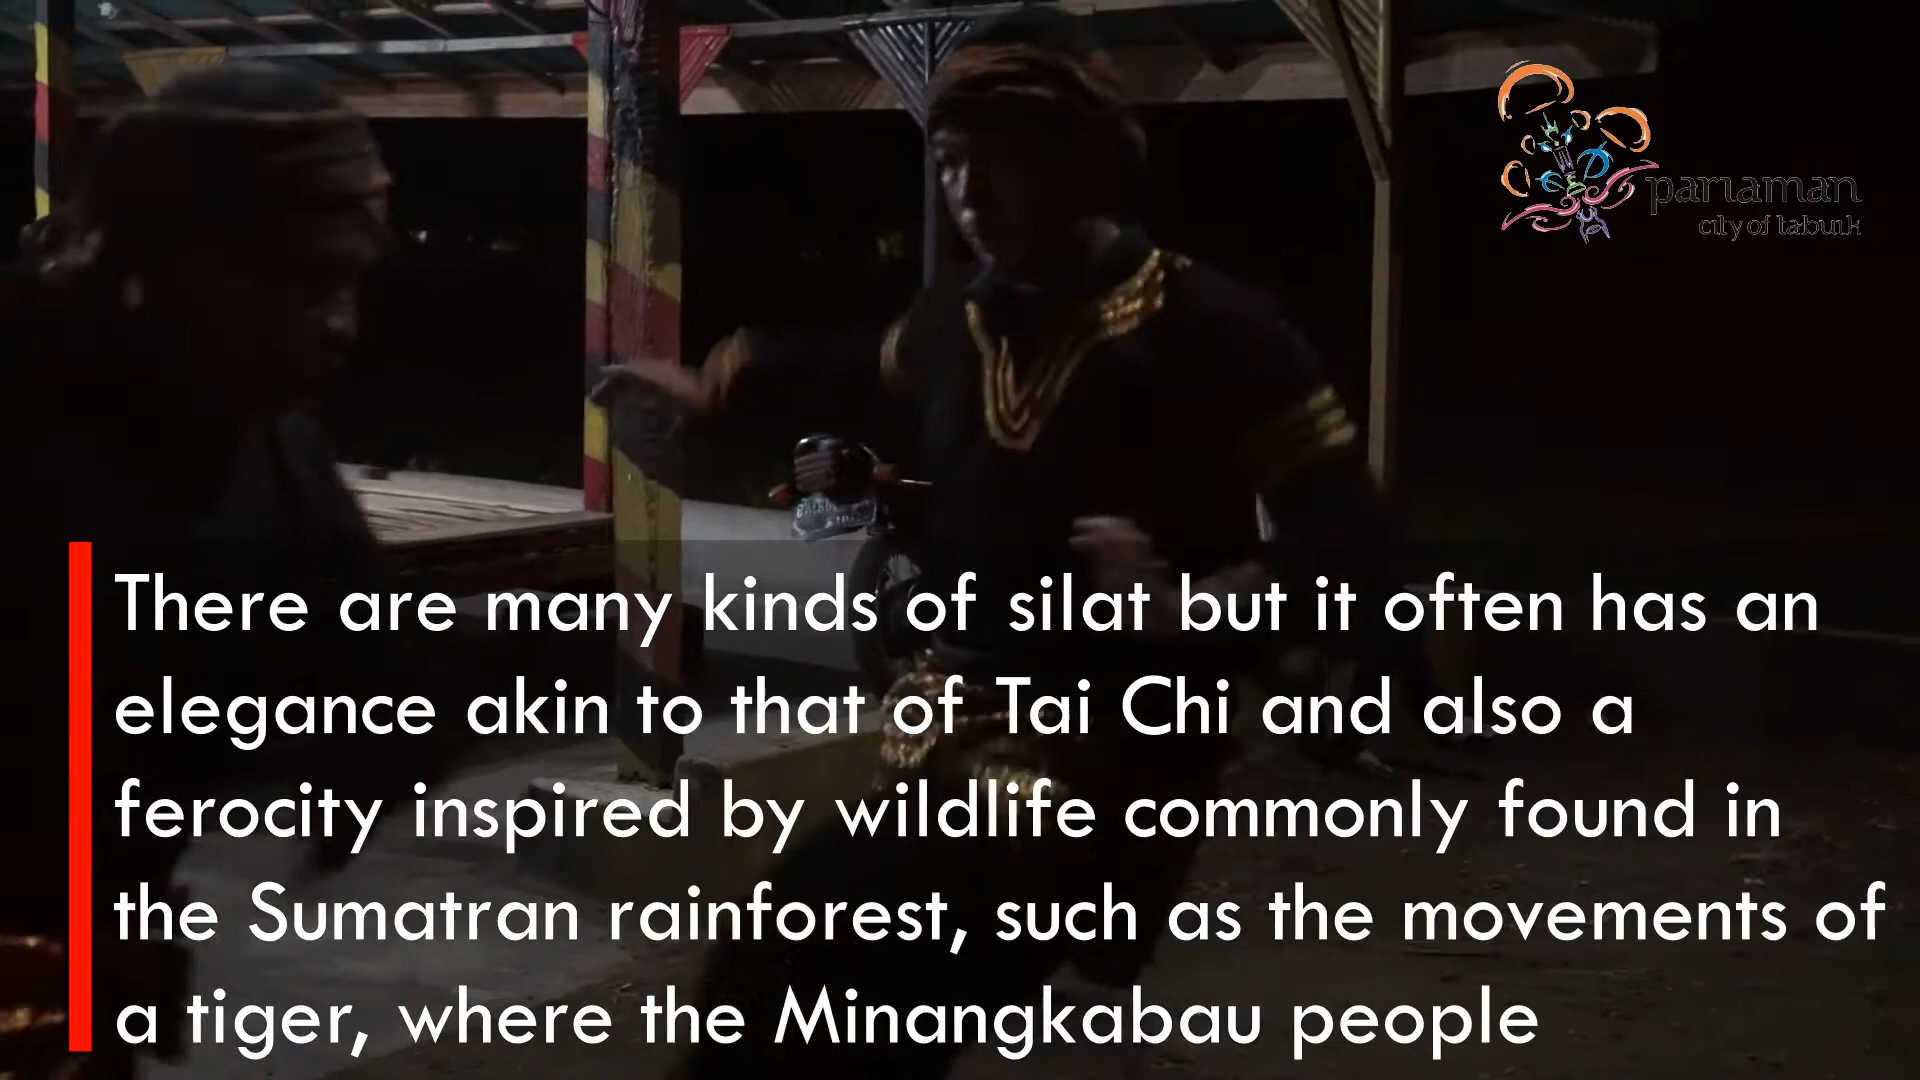 pariaman
city of tabuik
There are many kinds of silat but it often has an
elegance akin to that of Tai Chi and also a
ferocity inspired by wildlife commonly found in
the Sumatran rainforest, such as the movements of
a tiger, where the Minangkabau people